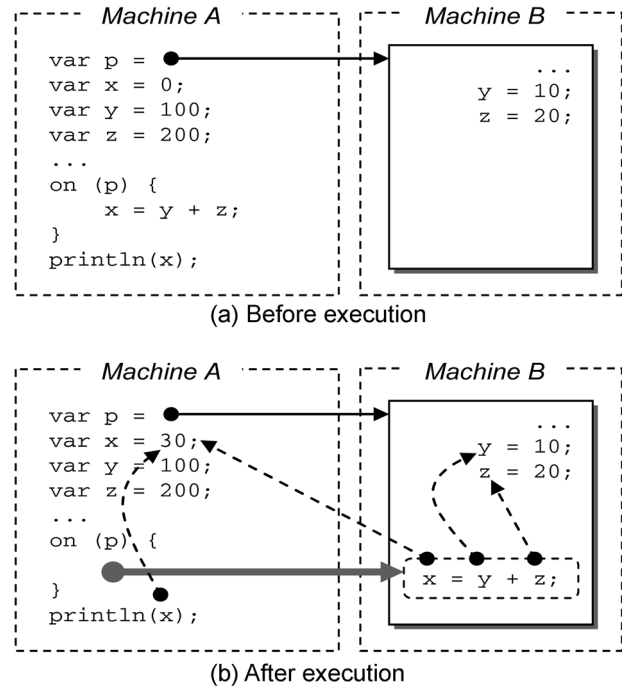 Machine A
Machine B
var p =
var x = 0;
var y = 100;
var z = 200;
...
on (p) {
x = y + z;
}
println(x);
...
y = 10;
z = 20;
(a) Before execution
Machine A
Machine B
var p =
var x = 30;
var y = 100;
var z = 200;
...
on (p) {
}
println(x);
...
y = 10;
z = 20;
x = y + z;
(b) After execution